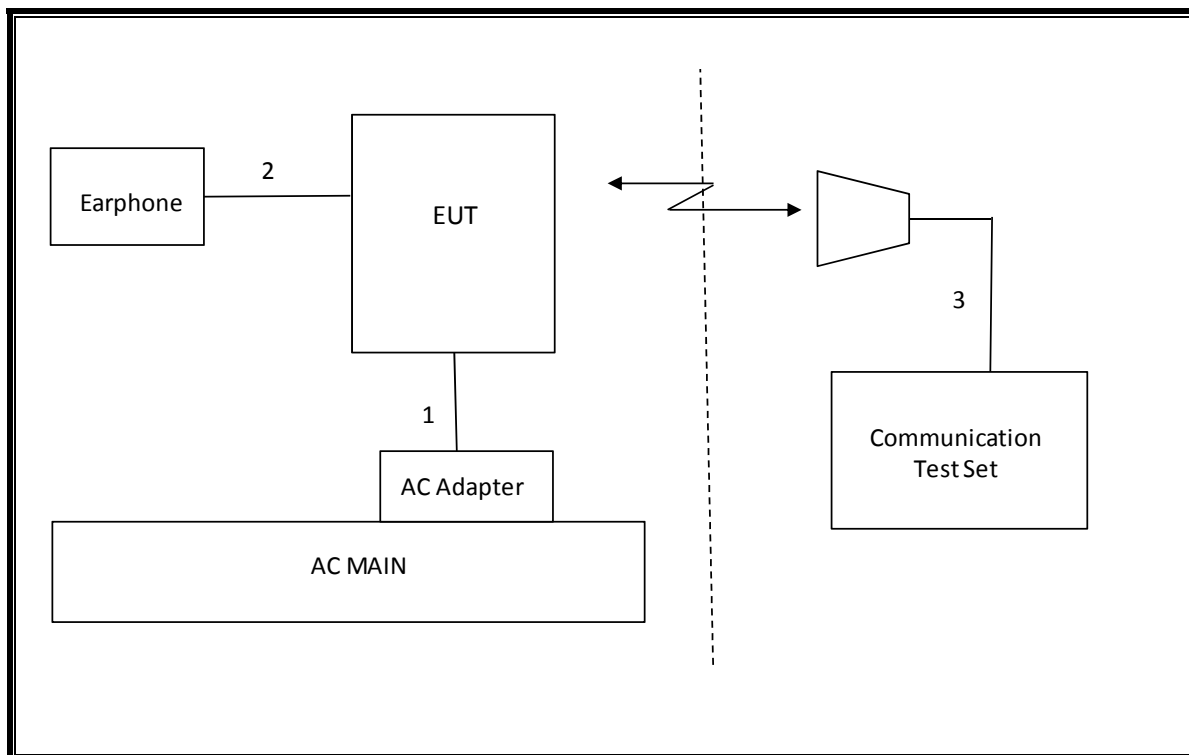 2
Earphone
EUT
3
1
Communication
Test Set
AC Adapter
AC MAIN